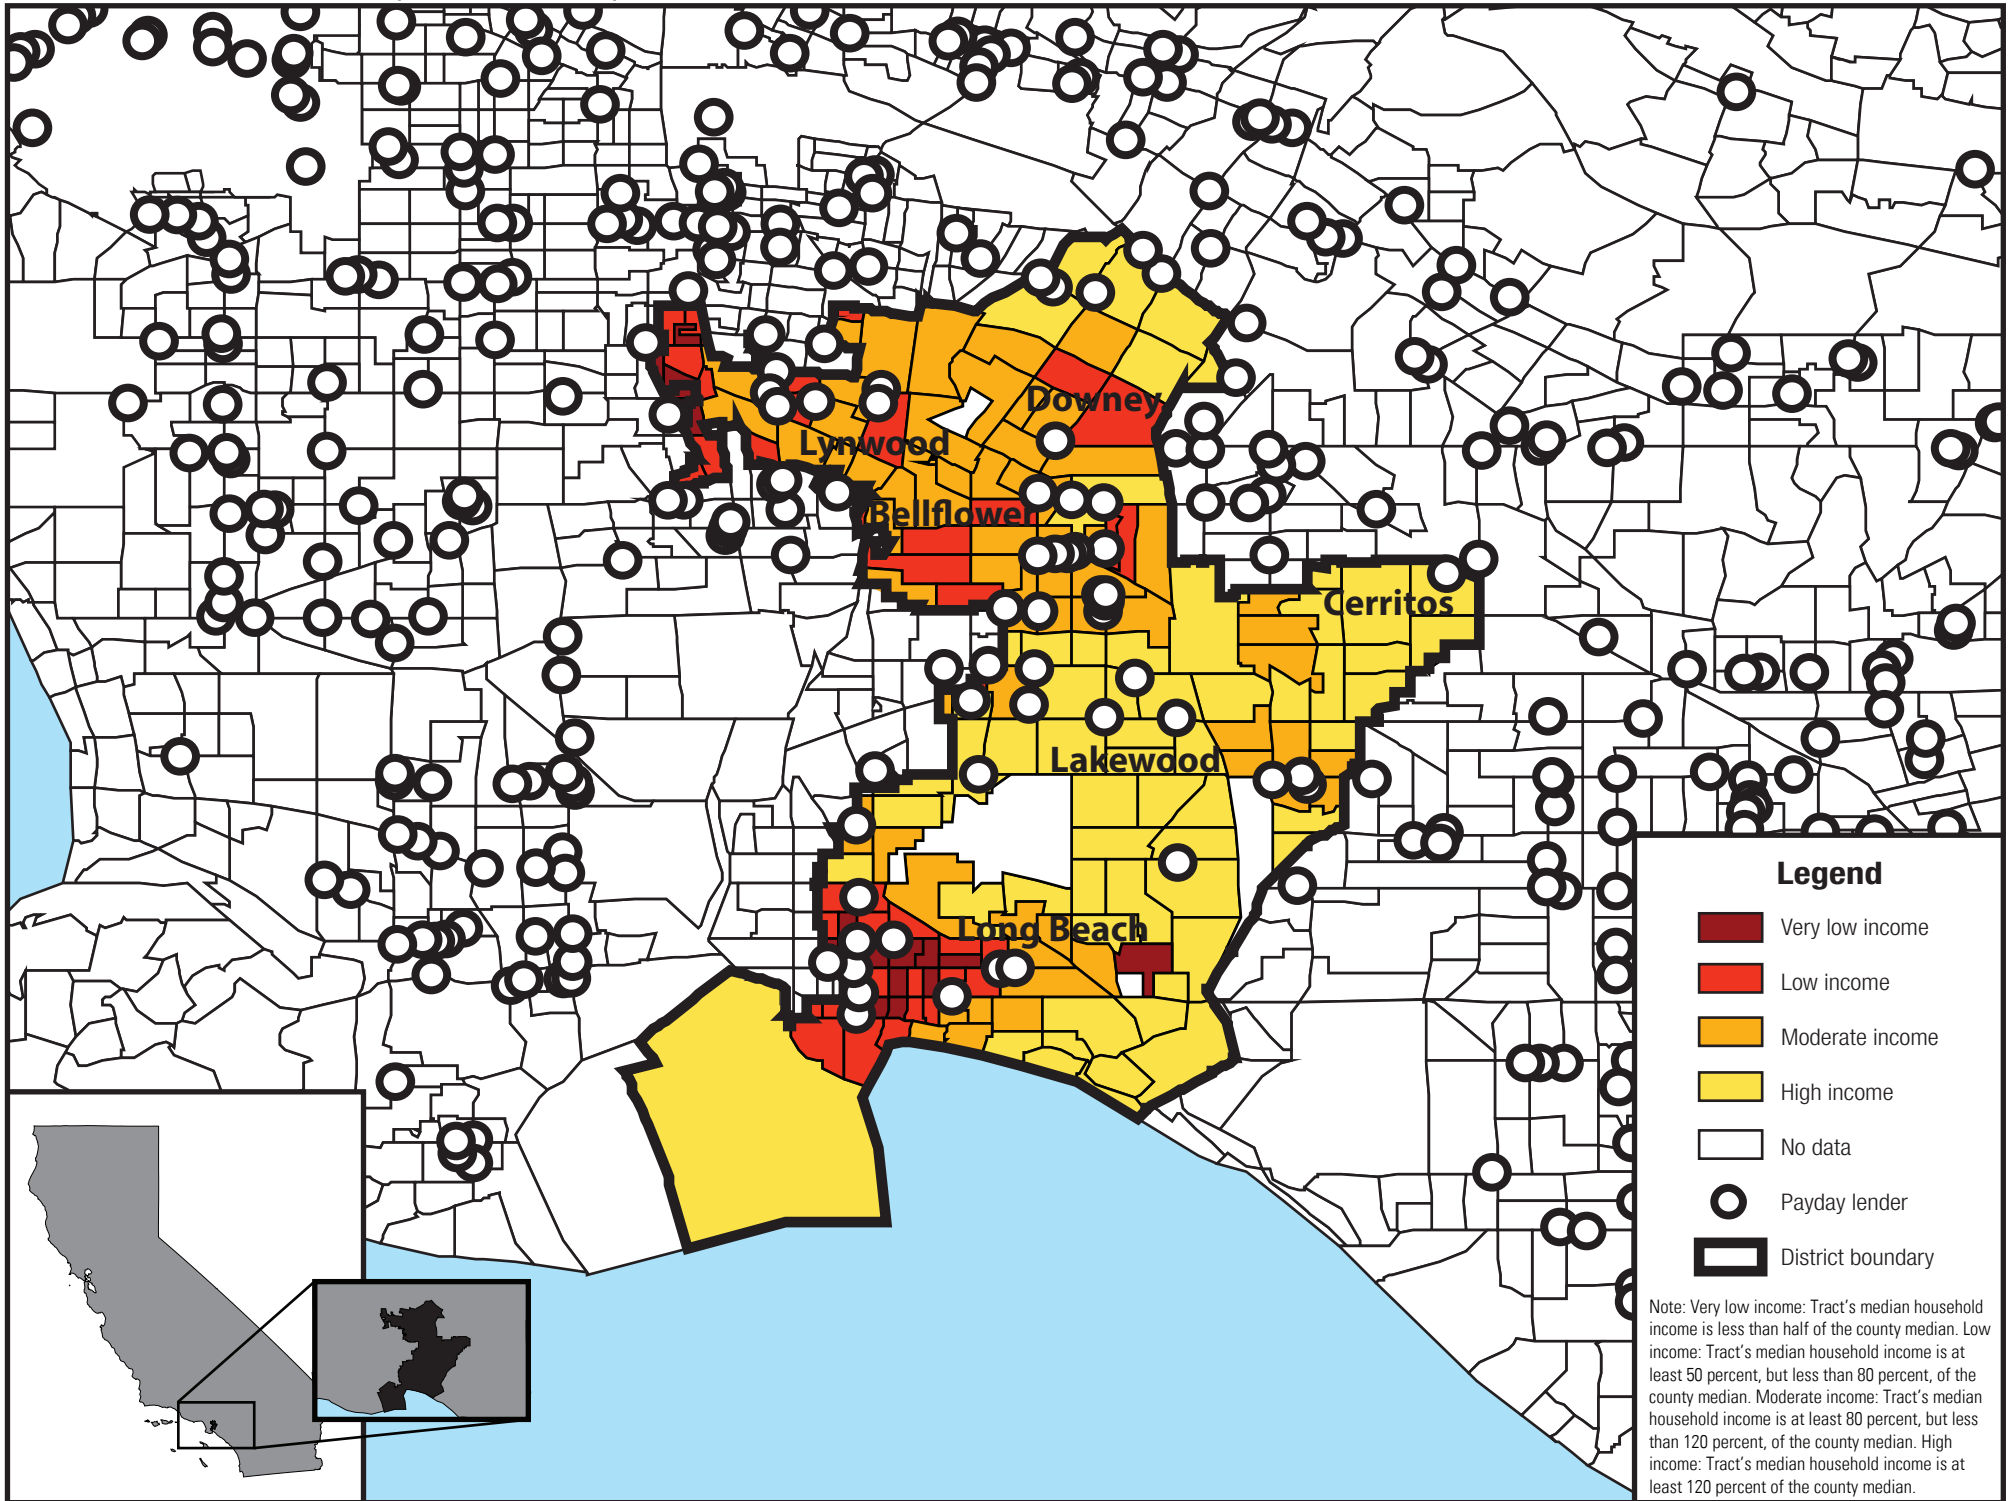 Downey
Lynwood
Bellflower
Cerritos
Lakewood
Long Beach
Legend
Very low income
Low income
Moderate income
High income
No data
Payday lender
District boundary
Note: Very low income: Tract's median household
income is less than half of the county median. Low
income: Tract's median household income is at
least 50 percent, but less than 80 percent, of the
county median. Moderate income: Tract's median
household income is at least 80 percent, but less
than 120 percent, of the county median. High
income: Tract's median household income is at
least 120 percent of the county median.